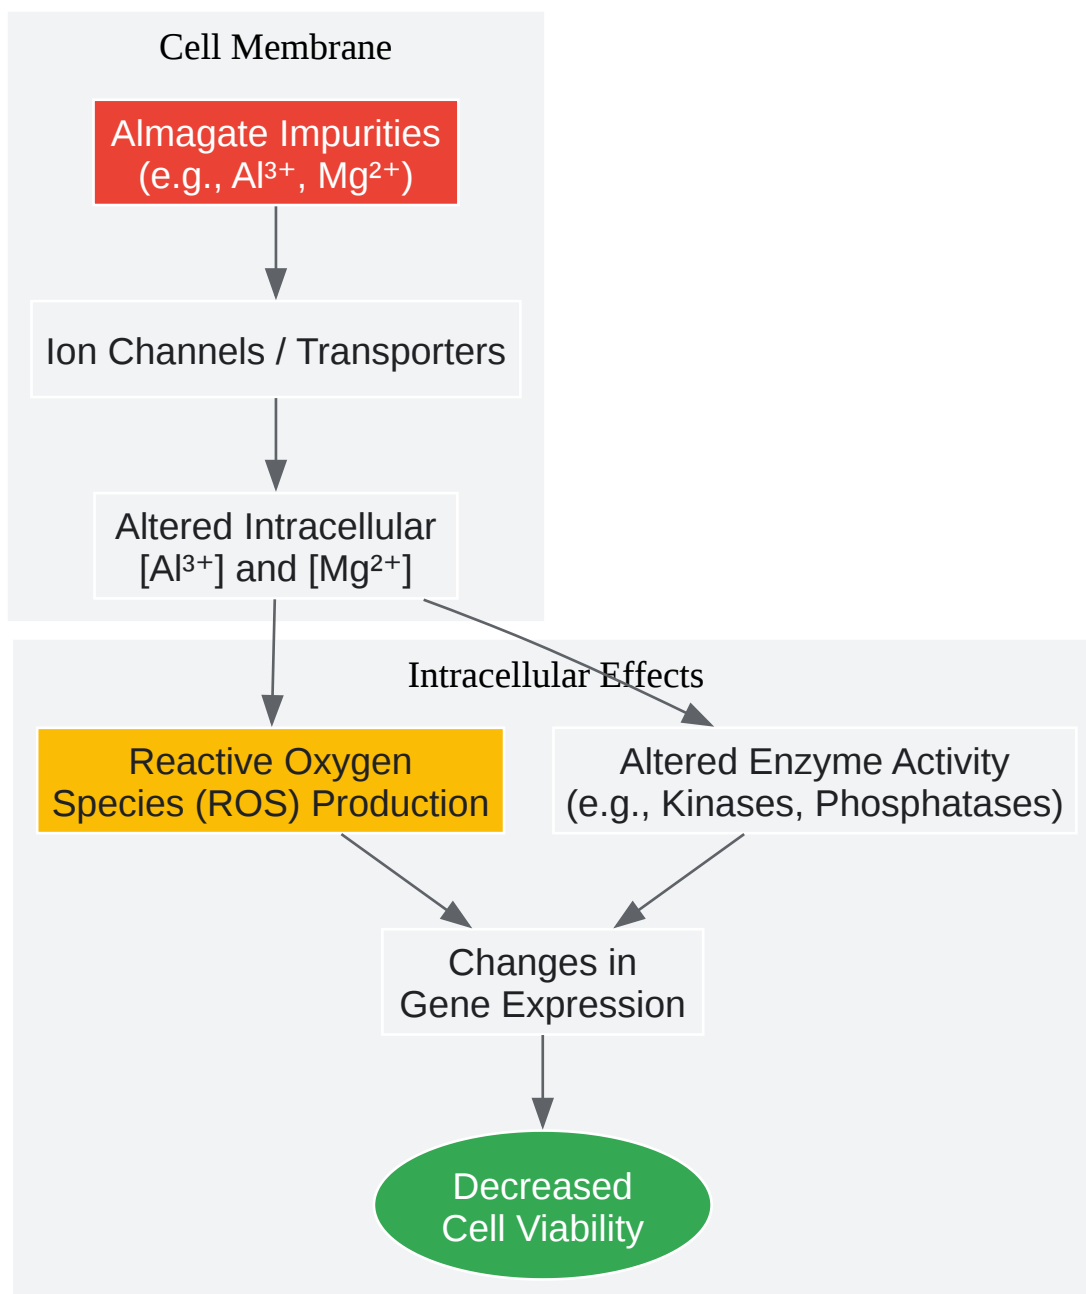 Cell Membrane
Almagate Impurities
(e.g., Al³⁺, Mg²⁺)
Ion Channels / Transporters
Altered Intracellular
[Al³⁺] and [Mg²⁺]
Intracellular Effects
Reactive Oxygen
Species (ROS) Production
Altered Enzyme Activity
(e.g., Kinases, Phosphatases)
Changes in
Gene Expression
Decreased
Cell Viability